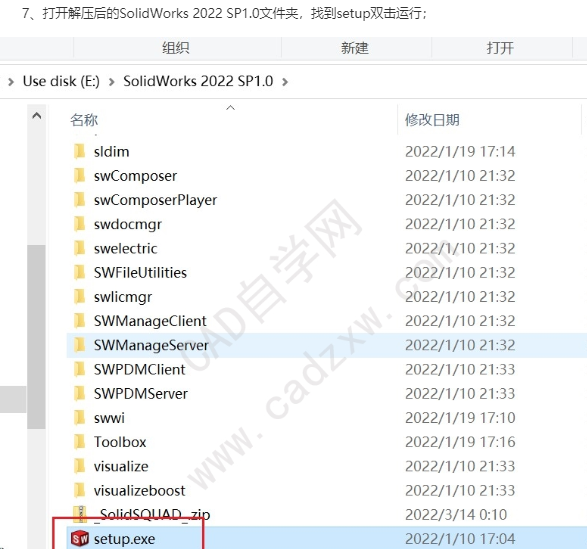 7、打开解压后的SolidWorks 2022 SP1.0文件夹，找到setup双击运行；
组织 新建 打开
Use disk (E:) SolidWorks 2022 SP1.0
名称 修改日期
sldim 2022/1/19 17:14
swComposer 2022/1/10 21:32
swComposerPlayer 2022/1/10 21:32
swdocmgr 2022/1/10 21:32
swelectric 2022/1/10 21:32
SWFileUtilities 2022/1/10 21:32
swlicmgr 2022/1/10 21:32
SWManageClient 2022/1/10 21:32
SWManageServer 2022/1/10 21:32
SWPDMClient 2022/1/10 21:33
SWPDMServer 2022/1/10 21:33
swwi 2022/1/19 17:10
Toolbox 2022/1/19 17:16
visualize 2022/1/10 21:33
visualizeboost 2022/1/10 21:33
_SolidSQUAD_.zip 2022/3/14 0:10
setup.exe 2022/1/10 17:04
CAD自学网
www.cadzxw.com